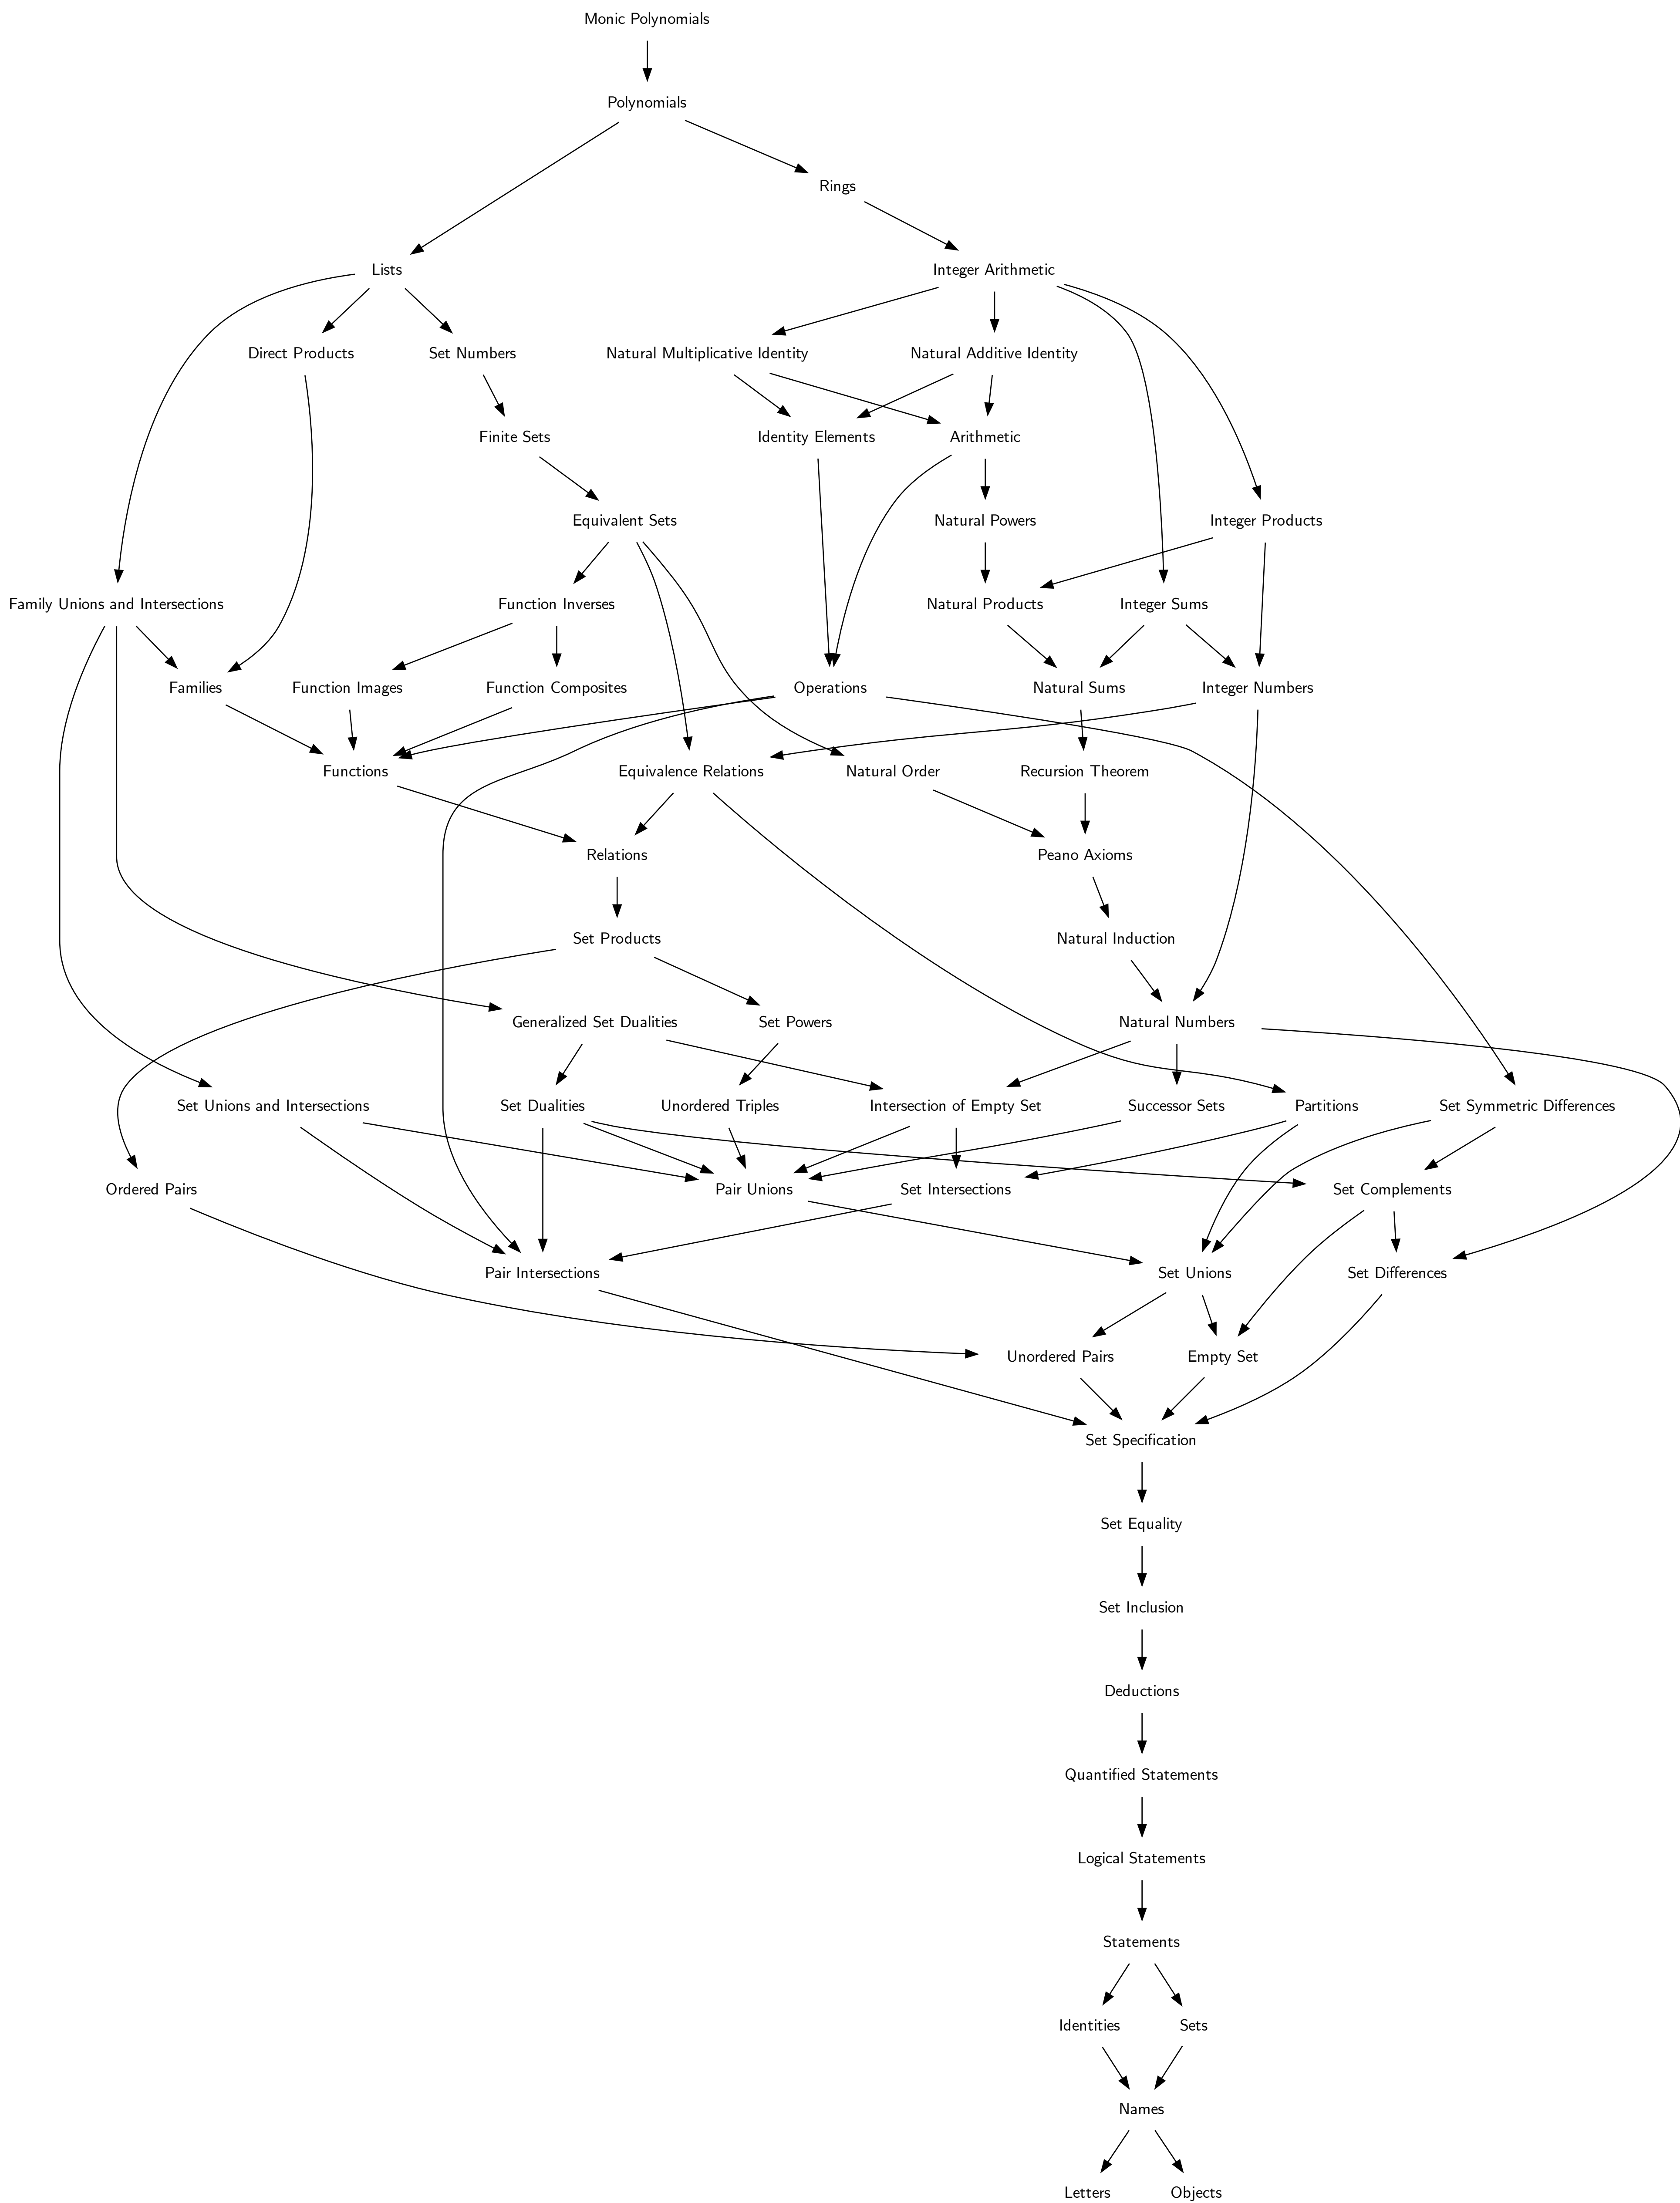 Monic Polynomials
Polynomials
Rings
Lists
Integer Arithmetic
Direct Products
Set Numbers
Natural Multiplicative Identity
Natural Additive Identity
Finite Sets
Identity Elements
Arithmetic
Equivalent Sets
Natural Powers
Integer Products
Family Unions and Intersections
Function Inverses
Natural Products
Integer Sums
Families
Function Images
Function Composites
Operations
Natural Sums
Integer Numbers
Functions
Equivalence Relations
Natural Order
Recursion Theorem
Relations
Peano Axioms
Set Products
Natural Induction
Generalized Set Dualities
Set Powers
Natural Numbers
Set Unions and Intersections
Set Dualities
Unordered Triples
Intersection of Empty Set
Successor Sets
Partitions
Set Symmetric Differences
Ordered Pairs
Pair Unions
Set Intersections
Set Complements
Pair Intersections
Set Unions
Set Differences
Unordered Pairs
Empty Set
Set Specification
Set Equality
Set Inclusion
Deductions
Quantified Statements
Logical Statements
Statements
Identities
Sets
Names
Letters
Objects